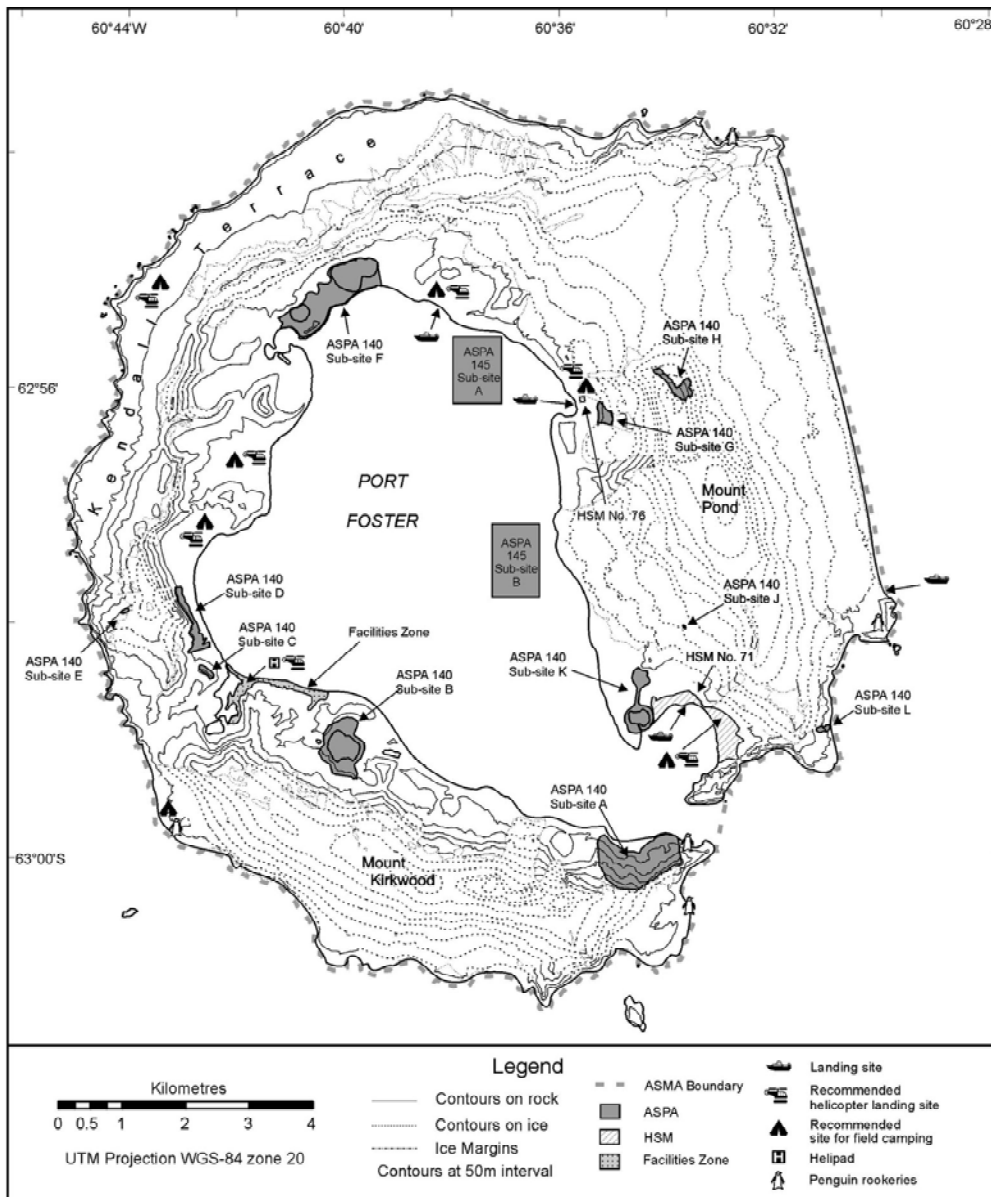 60°44'W
60°40'
60°36'
60°32'
60°28'
Kendall Terrace
ASPA 140
Sub-site F
ASPA
145
Sub-site
A
ASPA 140
Sub-site H
62°56'
ASPA 140
Sub-site G
PORT
FOSTER
Mount
Pond
HSM No. 76
ASPA
145
Sub-site
B
ASPA 140
Sub-site D
ASPA 140
Sub-site J
ASPA 140
Sub-site C
Facilities Zone
HSM No. 71
ASPA 140
Sub-site E
H
ASPA 140
Sub-site B
ASPA 140
Sub-site K
ASPA 140
Sub-site L
ASPA 140
Sub-site A
63°00'S
Mount
Kirkwood
Kilometres
0 0.5 1 2 3 4
UTM Projection WGS-84 zone 20
Legend
Contours on rock
Contours on ice
Ice Margins
Contours at 50m interval
ASMA Boundary
ASPA
HSM
Facilities Zone
Landing site
Recommended
helicopter landing site
Recommended
site for field camping
H Helipad
Penguin rookeries